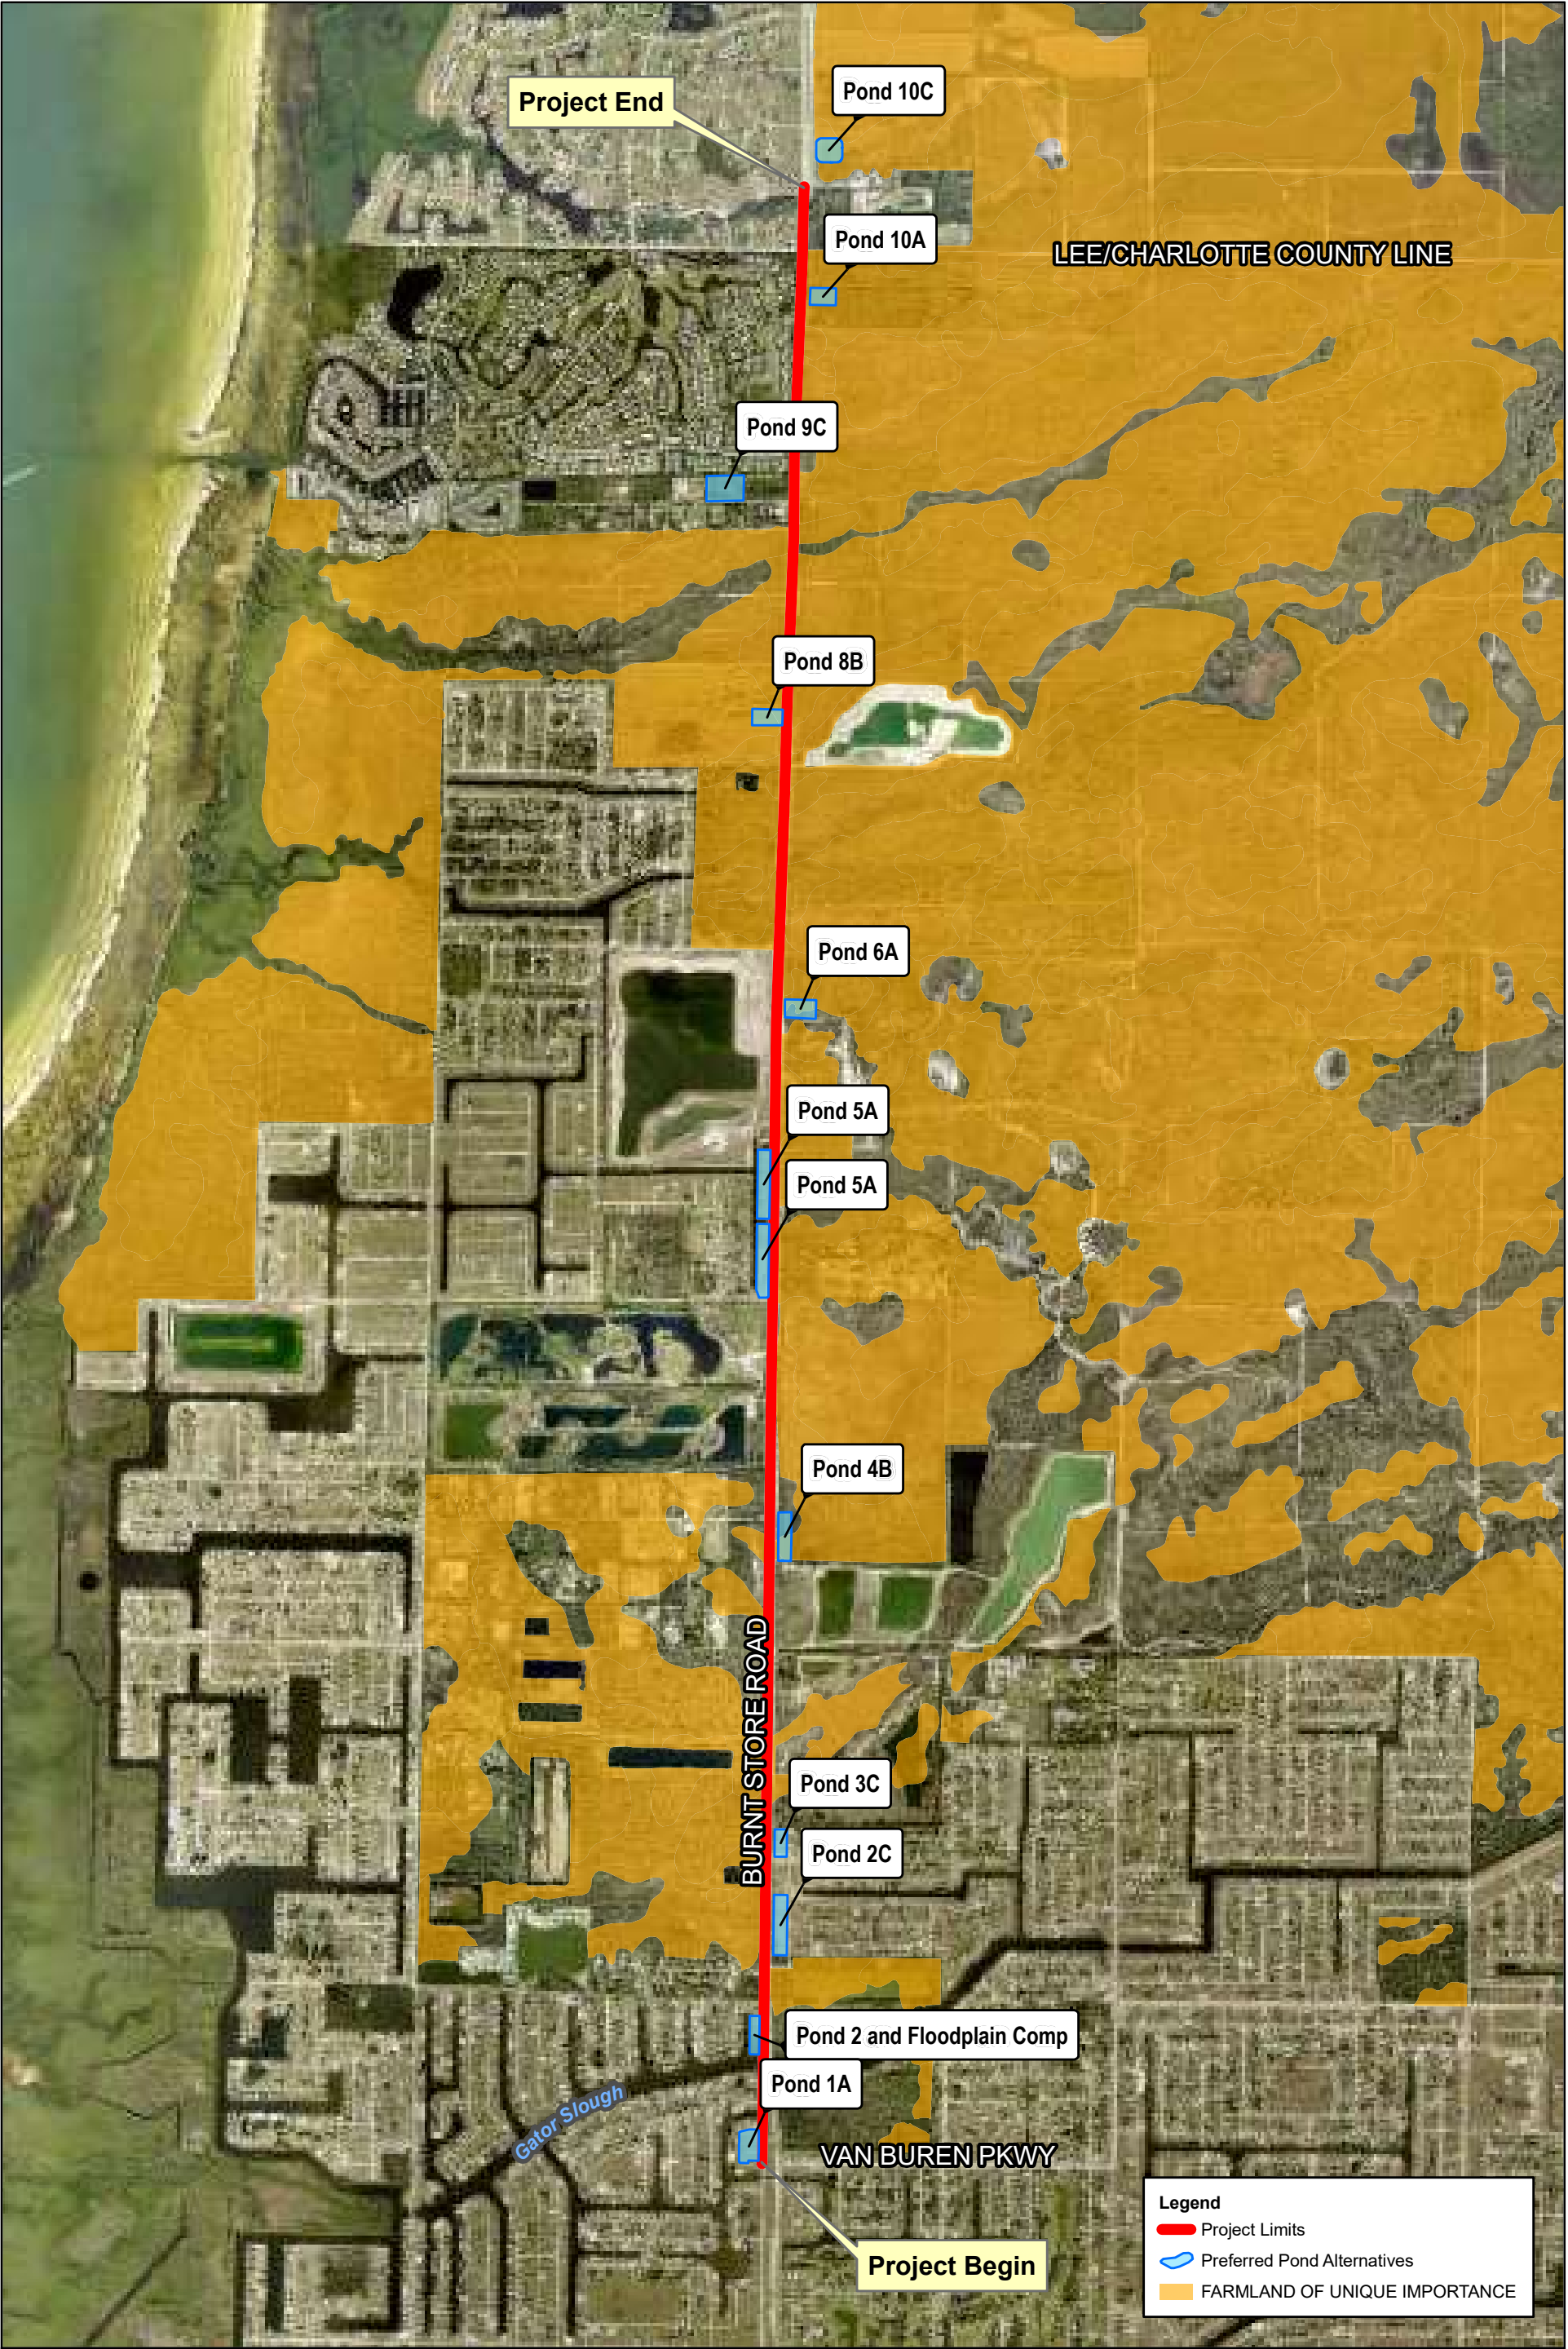 Project End
Pond 10C
Pond 10A
LEE/CHARLOTTE COUNTY LINE
Pond 9C
Pond 8B
Pond 6A
Pond 5A
Pond 5A
Pond 4B
BURNT STORE ROAD
Pond 3C
Pond 2C
Pond 2 and Floodplain Comp
Pond 1A
Gator Slough
VAN BUREN PKWY
Project Begin
Legend
Project Limits
Preferred Pond Alternatives
FARMLAND OF UNIQUE IMPORTANCE